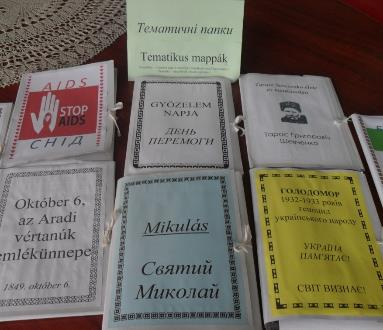 Тематичні папки
Tematikus mappák
AIDS
STOP
AIDS
СНІД
GYŐZELEM
NAPJA
ДЕНЬ
ПЕРЕМОГИ
Тарас Григорович
Шевченко
Október 6,
az Aradi
vértanúk
emlékünnepe
1849. október 6.
Mikulás
Святий
Миколай
ГОЛОДОМОР
1932-1933 років
геноцид
українського народу
УКРАЇНА
ПАМ'ЯТАЄ!
СВІТ ВИЗНАЄ!